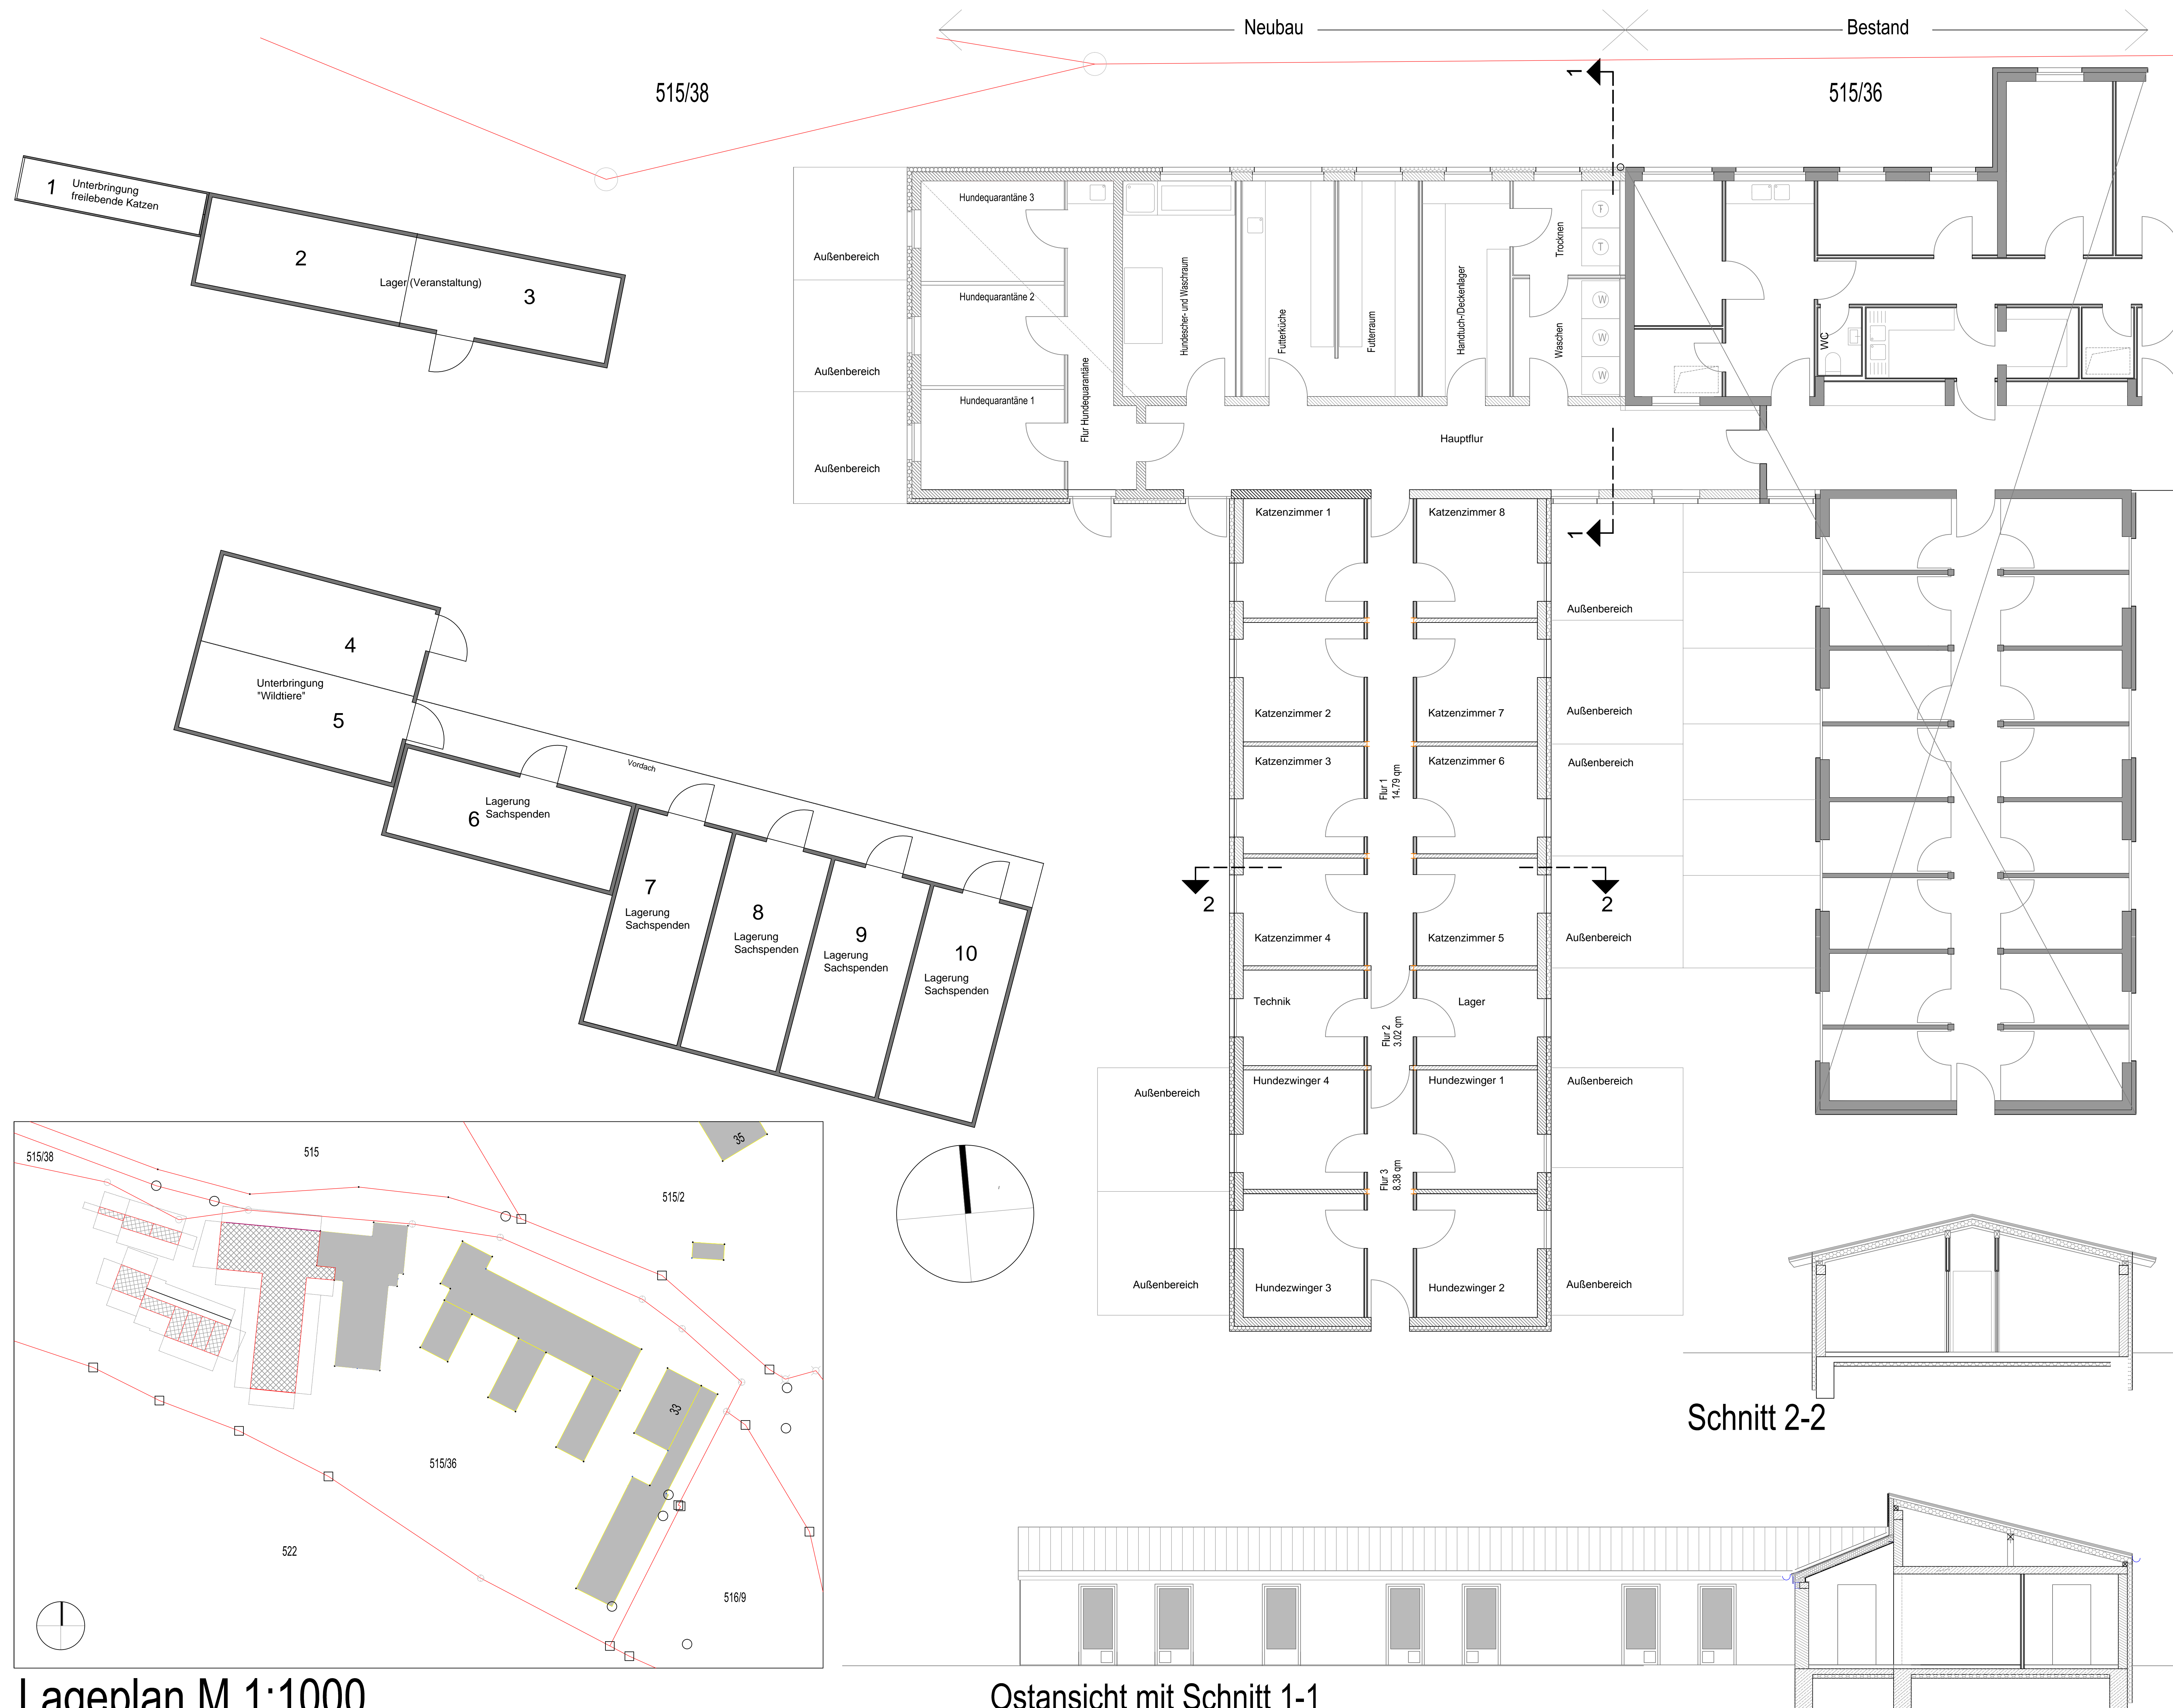 Neubau
Bestand
515/38
515/36
1
1
Unterbringung
freilebende Katzen
2
Lager (Veranstaltung)
3
Außenbereich
Außenbereich
Außenbereich
Hundequarantäne 3
Hundequarantäne 2
Hundequarantäne 1
Flur Hundequarantäne
Hundescher- und Waschraum
Futterküche
Futterraum
Handtuch-/Deckenlager
Trocknen
Waschen
T
T
W
W
W
WC
Hauptflur
1
Katzenzimmer 1
Katzenzimmer 8
Außenbereich
Katzenzimmer 2
Katzenzimmer 7
Außenbereich
Katzenzimmer 3
Katzenzimmer 6
Außenbereich
Flur 1
14.79 qm
2
2
Katzenzimmer 4
Katzenzimmer 5
Außenbereich
Technik
Lager
Flur 2
3.02 qm
Außenbereich
Hundezwinger 4
Hundezwinger 1
Außenbereich
Flur 3
8.38 qm
Außenbereich
Hundezwinger 3
Hundezwinger 2
Außenbereich
4
Unterbringung
"Wildtiere"
5
Vordach
6
Lagerung
Sachspenden
7
Lagerung
Sachspenden
8
Lagerung
Sachspenden
9
Lagerung
Sachspenden
10
Lagerung
Sachspenden
515/38
515
35
515/2
33
515/36
522
516/9
Lageplan M 1:1000
Schnitt 2-2
Ostansicht mit Schnitt 1-1